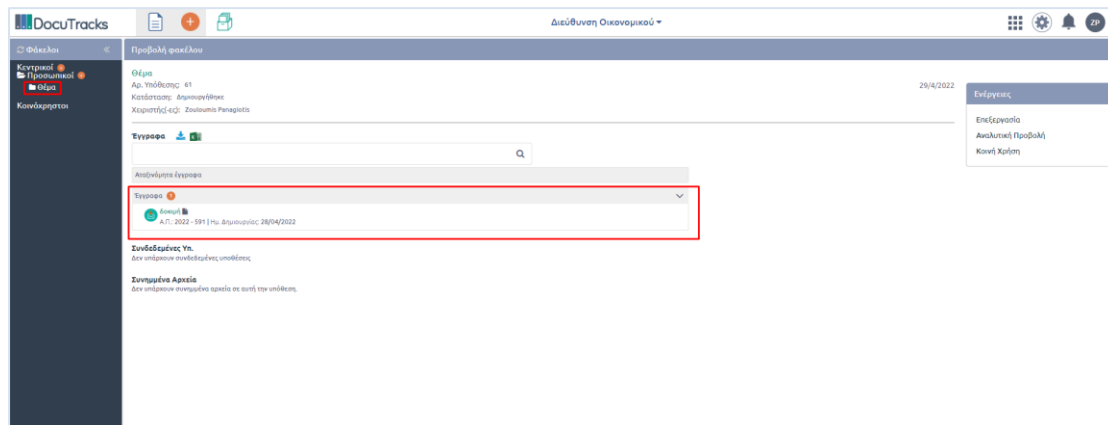 DocuTracks
Διεύθυνση Οικονομικού
ZP
Φάκελοι
Προβολή φακέλου
Κεντρικοί
Προσωπικοί
Θέμα
Κοινόχρηστοι
Θέμα
Αρ. Υπόθεσης: 61
29/4/2022
Κατάσταση: Δημιουργήθηκε
Χειριστής(-ες): Zouloumis Panagiotis
Ενέργειες
Επεξεργασία
Αναλυτική Προβολή
Κοινή Χρήση
Έγγραφα
Αταξινόμητα έγγραφα
Έγγραφα 1
δοκιμή
Α.Π.: 2022 - 591 | Ημ. Δημιουργίας: 28/04/2022
Συνδεδεμένες Υπ.
Δεν υπάρχουν συνδεδεμένες υποθέσεις
Συνημμένα Αρχεία
Δεν υπάρχουν συνημμένα αρχεία σε αυτή την υπόθεση.